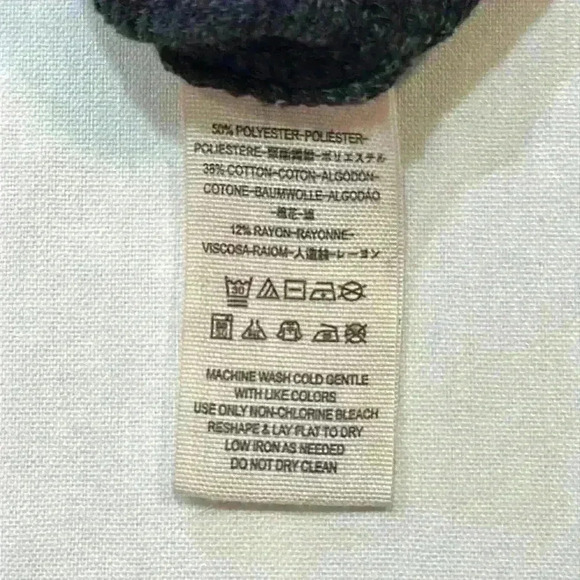 50% POLYESTER-POLIÉSTER-
POLIESTERE-聚酯纖維-ポリエステル
38% COTTON-COTON-ALGODON-
COTONE-BAUMWOLLE-ALGODÃO
-棉花-綿
12% RAYON-RAYONNE-
VISCOSA-RAIOM-人造絲-レーヨン
30
MACHINE WASH COLD GENTLE
WITH LIKE COLORS
USE ONLY NON-CHLORINE BLEACH
RESHAPE & LAY FLAT TO DRY
LOW IRON AS NEEDED
DO NOT DRY CLEAN